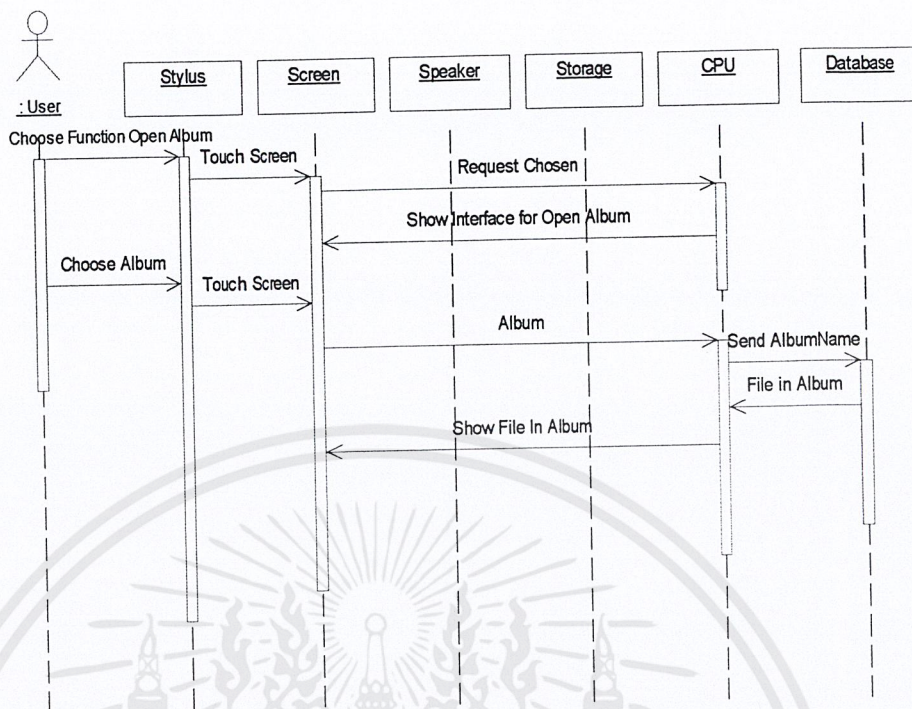 Stylus
Screen
Speaker
Storage
CPU
Database
: User
Choose Function Open Album
Touch Screen
Request Chosen
Show Interface for Open Album
Choose Album
Touch Screen
Album
Send AlbumName
File in Album
Show File In Album